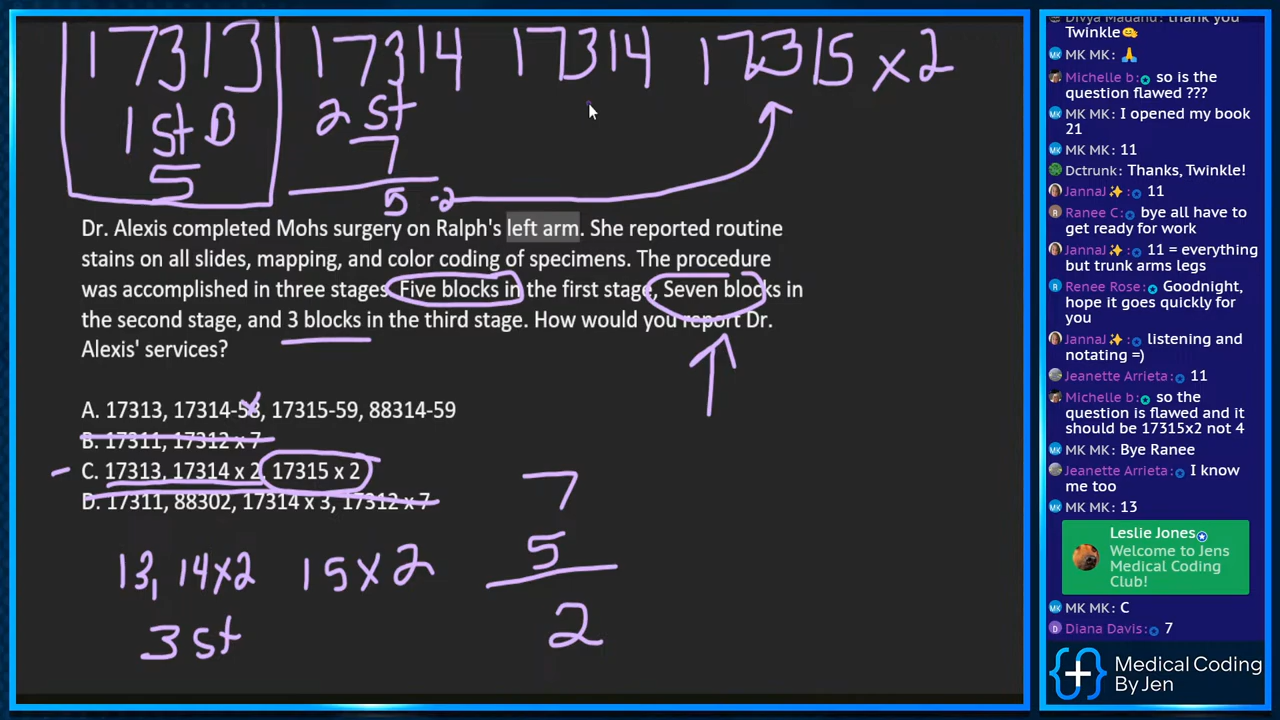 17313 17314 17314 17315 x 2
1 St B 2 St
5 7
5 -2
Dr. Alexis completed Mohs surgery on Ralph's left arm. She reported routine
stains on all slides, mapping, and color coding of specimens. The procedure
was accomplished in three stages. Five blocks in the first stage, Seven blocks in
the second stage, and 3 blocks in the third stage. How would you report Dr.
Alexis' services?
A. 17313, 17314-58, 17315-59, 88314-59
B. 17311, 17312 x 7
C. 17313, 17314 x 2, 17315 x 2
D. 17311, 88302, 17314 x 3, 17312 x 7
7
13, 14x2 15x2 5
3 st 2
Twinkle
MK MK: 🙏
Michelle b: so is the
question flawed ???
MK MK: I opened my book
21
MK MK: 11
Dctrunk: Thanks, Twinkle!
JannaJ✨: 11
Ranee C: bye all have to
get ready for work
JannaJ✨: 11 = everything
but trunk arms legs
Renee Rose: Goodnight,
hope it goes quickly for
you
JannaJ✨: listening and
notating =)
Jeanette Arrieta: 11
Michelle b: so the
question is flawed and it
should be 17315x2 not 4
MK MK: Bye Ranee
Jeanette Arrieta: I know
me too
MK MK: 13
Leslie Jones
Welcome to Jens
Medical Coding
Club!
MK MK: C
D Diana Davis: 7
Medical Coding
By Jen